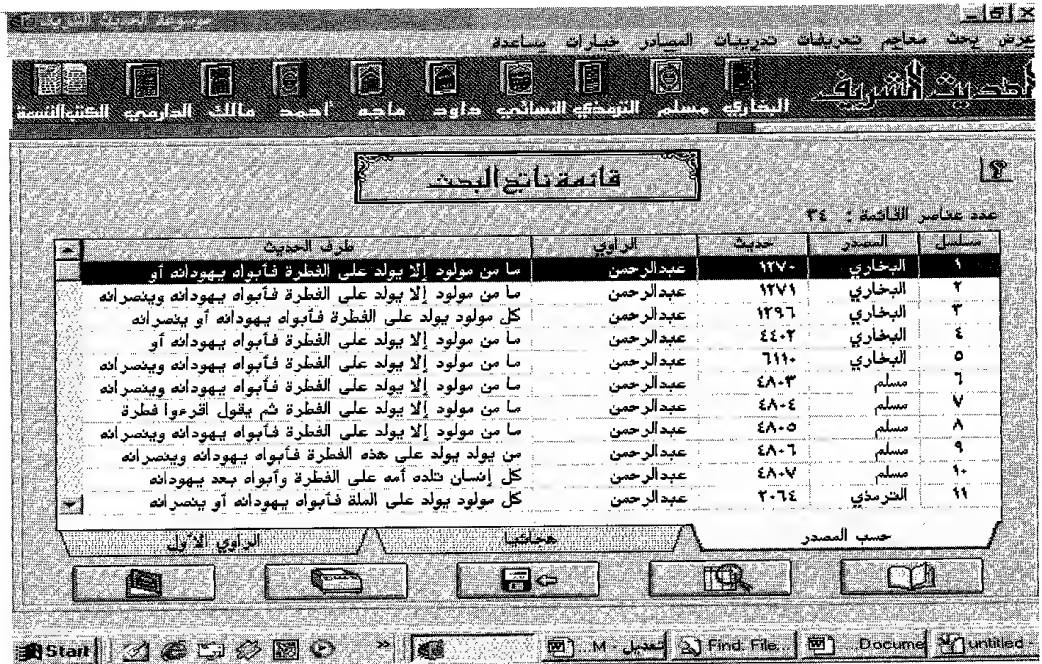 موسوعة الحديث الشريف
عرض بحث معاجم تعريفات تدريبات المصادر خيارات مساعدة
الحديث الشريف
البخاري مسلم الترمذي النسائي داود ماجه أحمد مالك الدارمي الكتب التسعة
قائمة ناتج البحث
عدد عناصر القائمة : ٣٤
مسلسل المصدر حديث الراوي طرف الحديث
١ البخاري ١٢٧٠ عبدالرحمن ما من مولود إلا يولد على الفطرة فأبواه يهودانه أو
٢ البخاري ١٢٧١ عبدالرحمن ما من مولود إلا يولد على الفطرة فأبواه يهودانه وينصرانه
٣ البخاري ١٢٩٦ عبدالرحمن كل مولود يولد على الفطرة فأبواه يهودانه أو ينصرانه
٤ البخاري ٤٤٠٢ عبدالرحمن ما من مولود إلا يولد على الفطرة فأبواه يهودانه أو
٥ البخاري ٦١١٠ عبدالرحمن ما من مولود إلا يولد على الفطرة فأبواه يهودانه وينصرانه
٦ مسلم ٤٨٠٣ عبدالرحمن ما من مولود إلا يولد على الفطرة فأبواه يهودانه وينصرانه
٧ مسلم ٤٨٠٤ عبدالرحمن ما من مولود إلا يولد على الفطرة ثم يقول اقرءوا فطرة
٨ مسلم ٤٨٠٥ عبدالرحمن ما من مولود إلا يولد على الفطرة فأبواه يهودانه وينصرانه
٩ مسلم ٤٨٠٦ عبدالرحمن من يولد يولد على هذه الفطرة فأبواه يهودانه وينصرانه
١٠ مسلم ٤٨٠٧ عبدالرحمن كل إنسان تلده أمه على الفطرة وأبواه بعد يهودانه
١١ الترمذي ٢٠٦٤ عبدالرحمن كل مولود يولد على الملة فأبواه يهودانه أو ينصرانه
حسب المصدر هجائيا الراوي الأول
Start تعديل - M... Find: File... Docume... untitled -